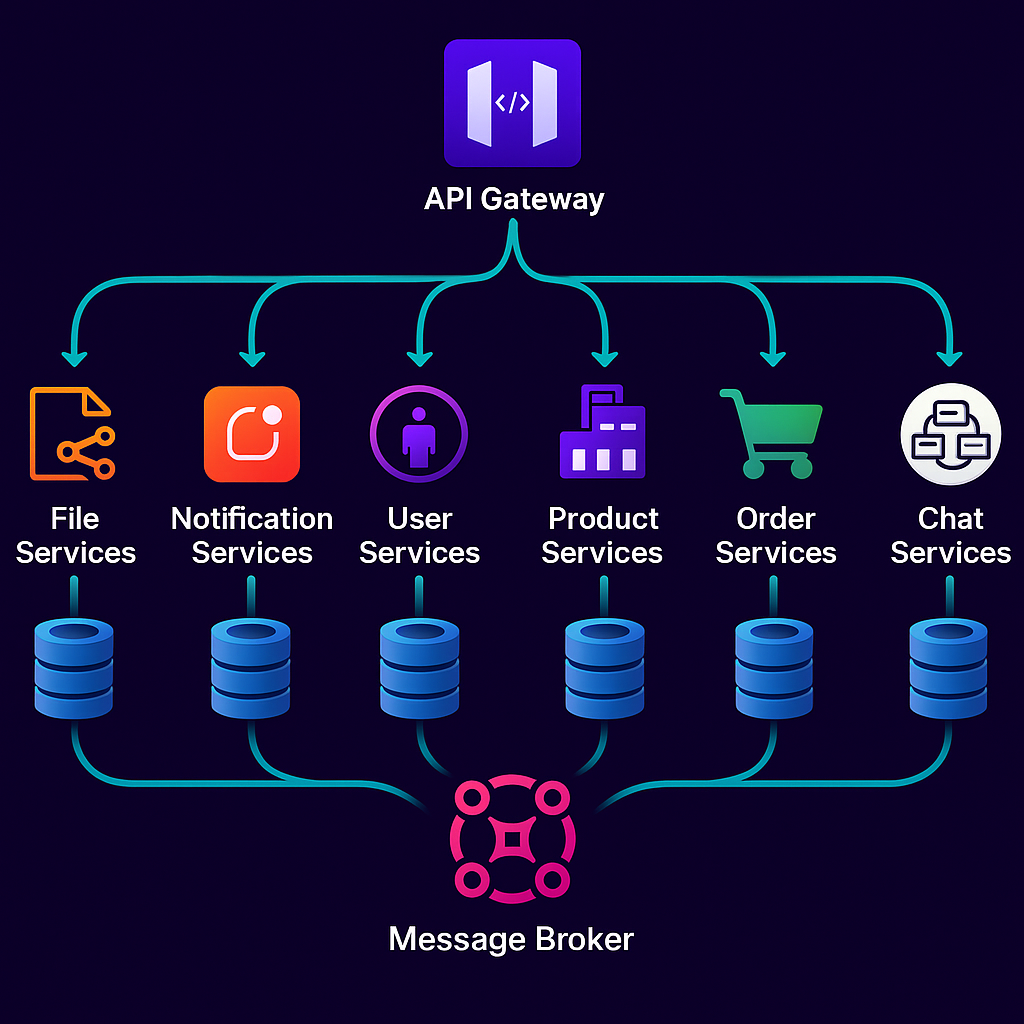 </>
API Gateway
File
Services
Notification
Services
User
Services
Product
Services
Order
Services
Chat
Services
Message Broker